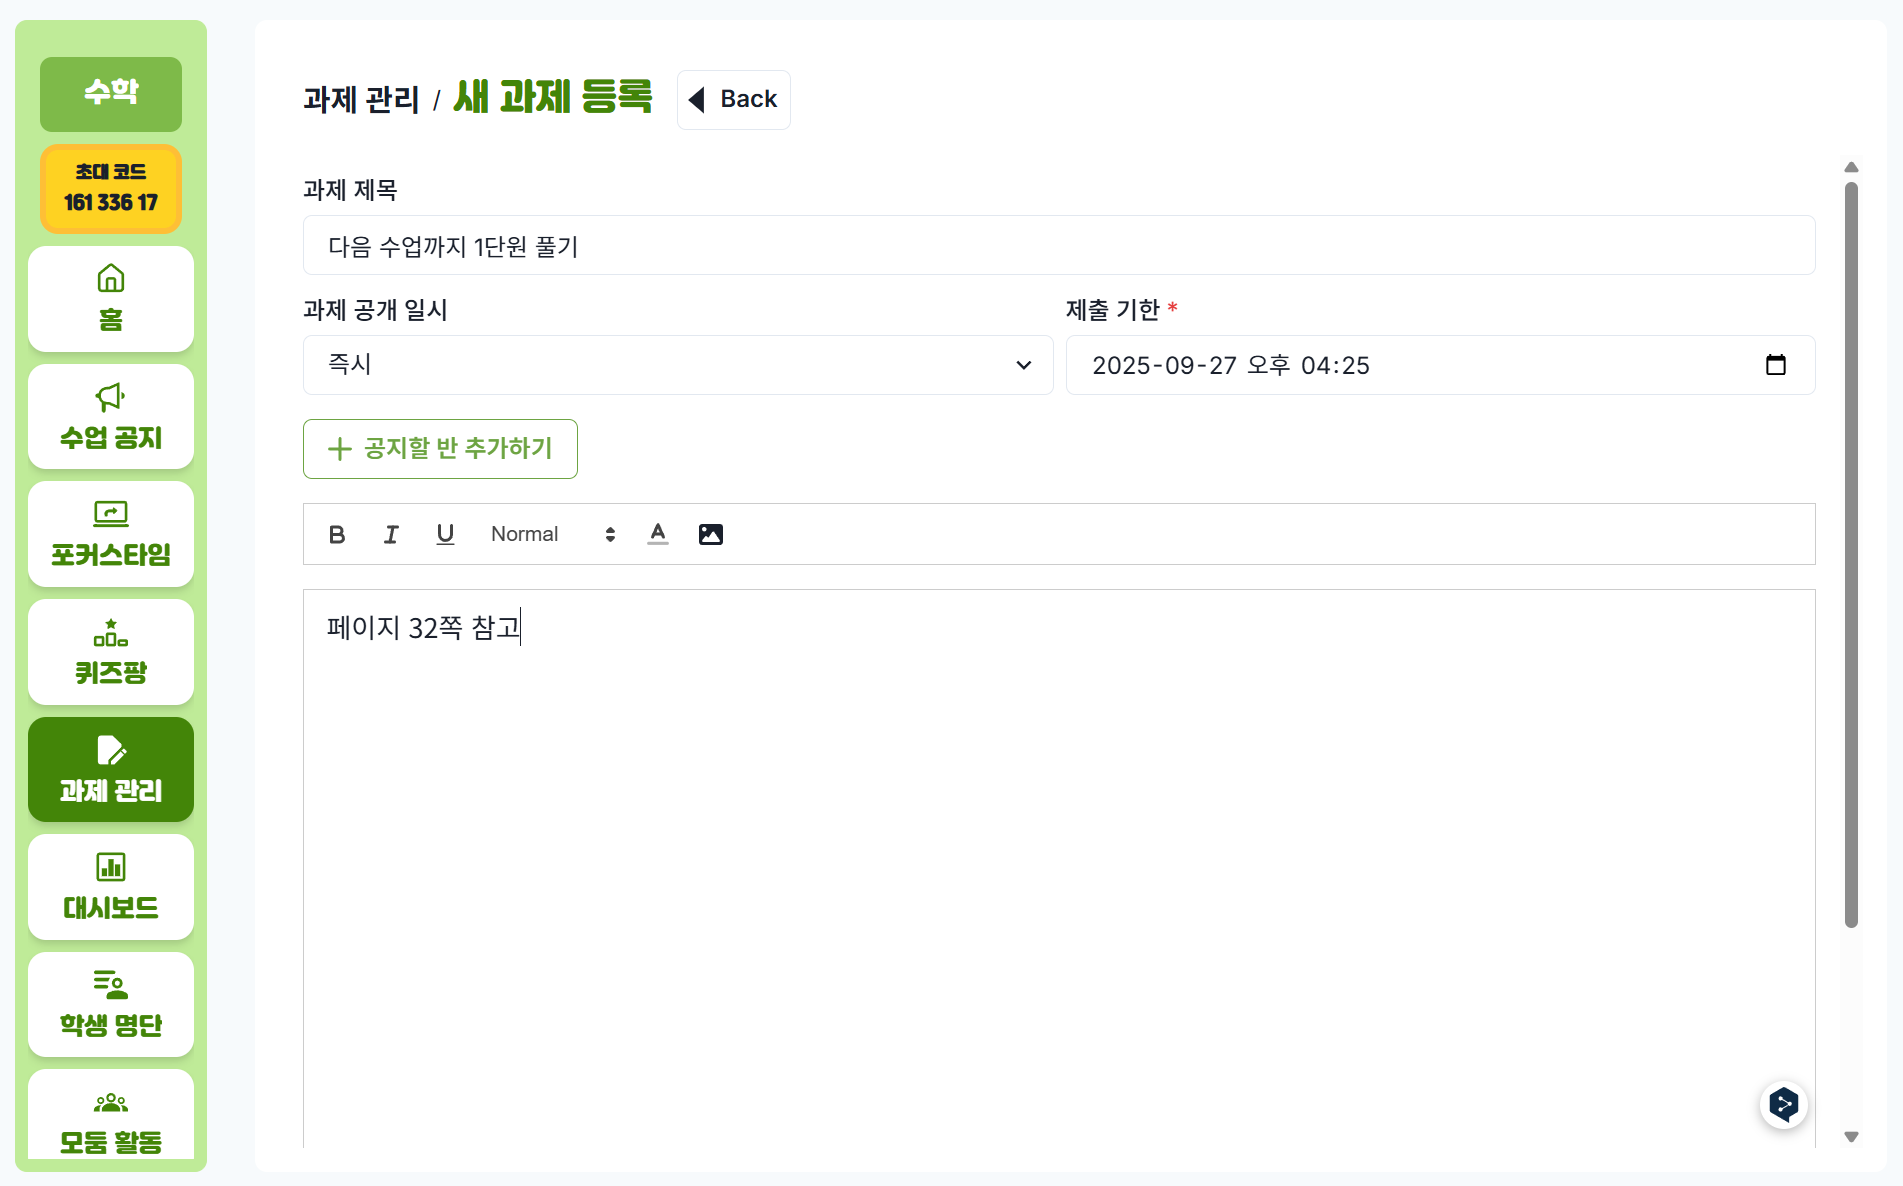 수학
초대 코드
161 336 17
홈
수업 공지
포커스타임
퀴즈팡
과제 관리
대시보드
학생 명단
모둠 활동
과제 관리 / 새 과제 등록 Back
과제 제목
다음 수업까지 1단원 풀기
과제 공개 일시
즉시
제출 기한 *
2025-09-27 오후 04:25
공지할 반 추가하기
B I U Normal A
페이지 32쪽 참고